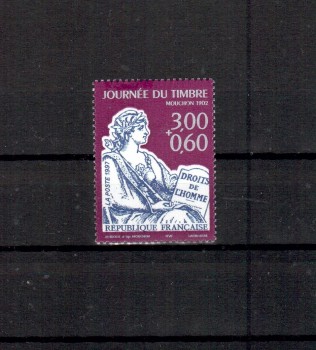 JOURNÉE DU TIMBRE
MOUCHON 1902
3,00
+0,60
LA POSTE 1997
DROITS
DE
L'HOMME
RÉPUBLIQUE FRANÇAISE